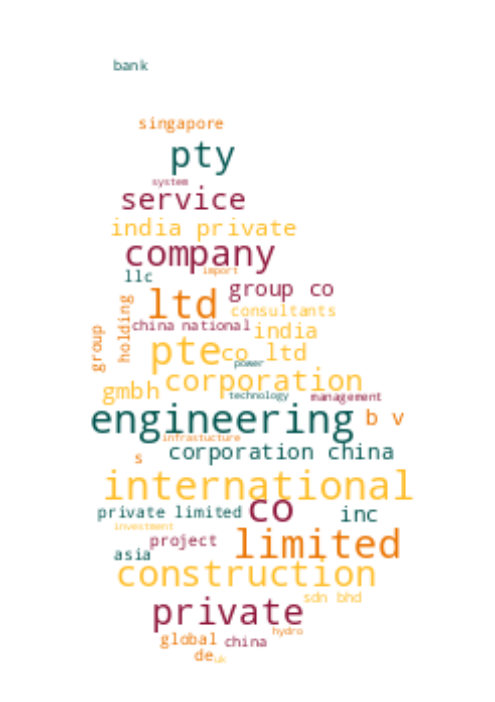 bank
singapore
pty
system
service
india private
company
import
llc
group co
holding
ltd
consultants
china national
india
group
pte
co ltd
power
corporation
gmbh
technology
management
engineering
b v
infrastucture
s
corporation china
international
private limited
co
inc
investment
project
limited
asia
construction
sdn bhd
private
hydro
global
china
de
uk